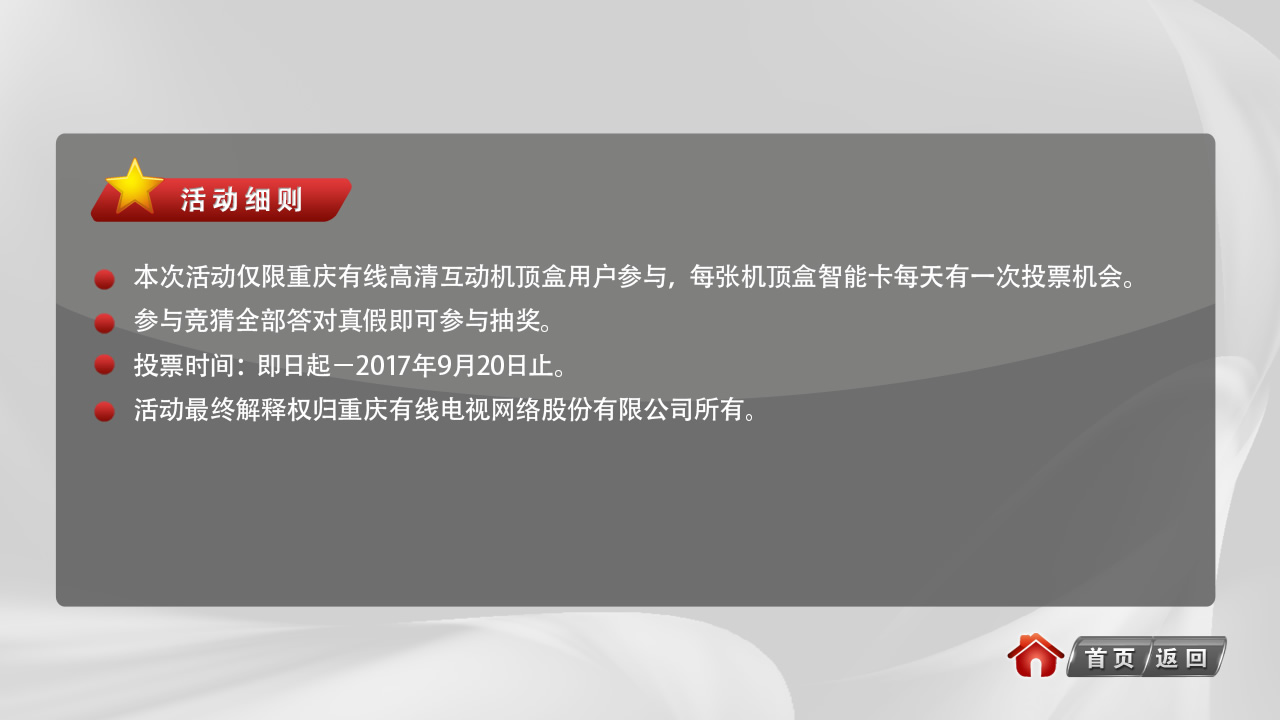 活动细则
本次活动仅限重庆有线高清互动机顶盒用户参与，每张机顶盒智能卡每天有一次投票机会。
参与竞猜全部答对真假即可参与抽奖。
投票时间：即日起－2017年9月20日止。
活动最终解释权归重庆有线电视网络股份有限公司所有。
首页 返回